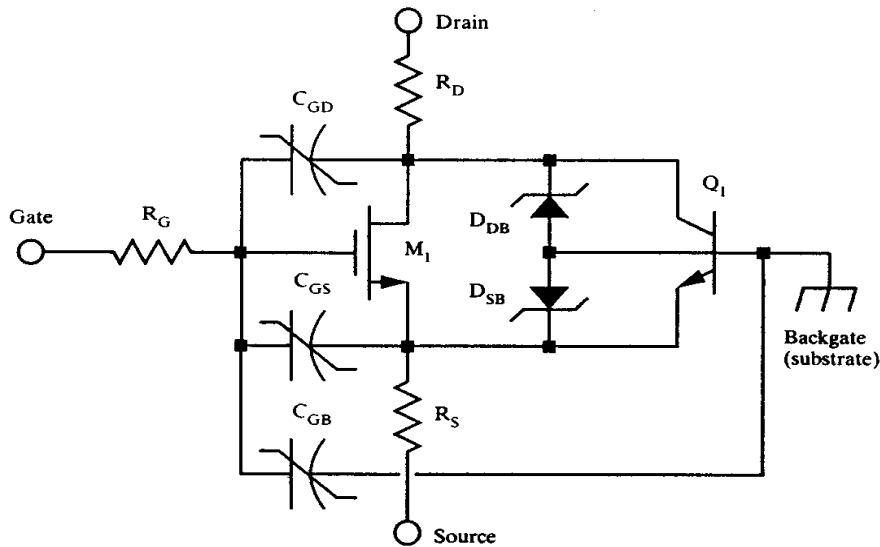 Drain
R_D
C_GD
Q_1
Gate
R_G
D_DB
M_1
C_GS
D_SB
Backgate
(substrate)
C_GB
R_S
Source